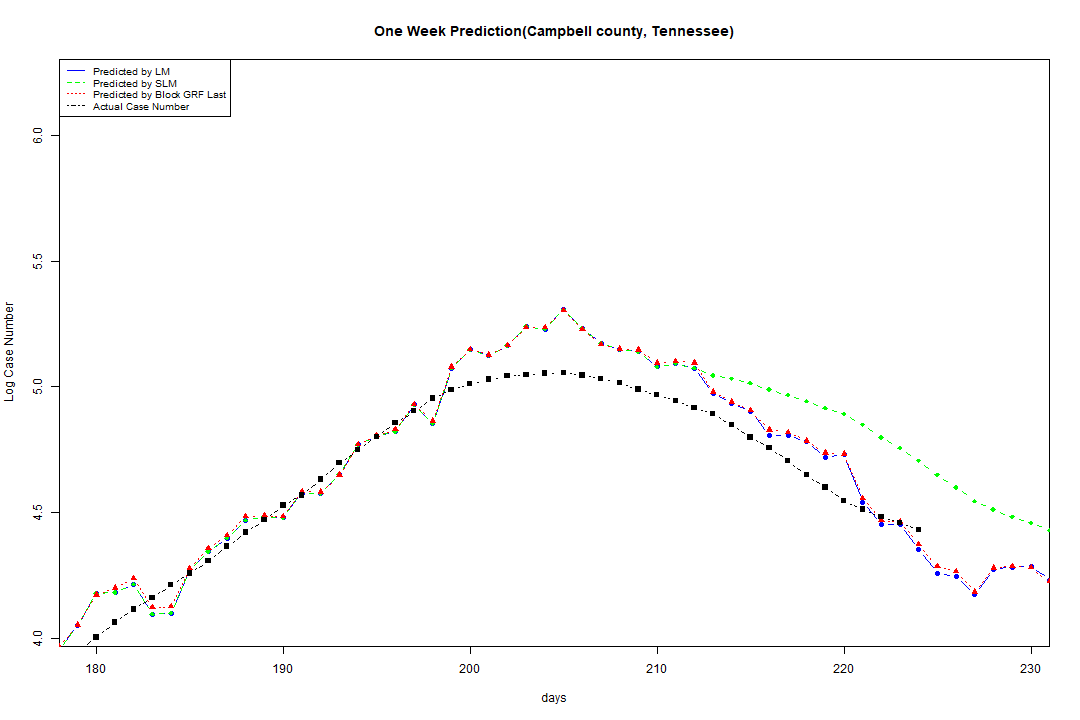 One Week Prediction(Campbell county, Tennessee)
Predicted by LM
Predicted by SLM
Predicted by Block GRF Last
Actual Case Number
6.0
5.5
5.0
4.5
4.0
Log Case Number
180 190 200 210 220 230
days